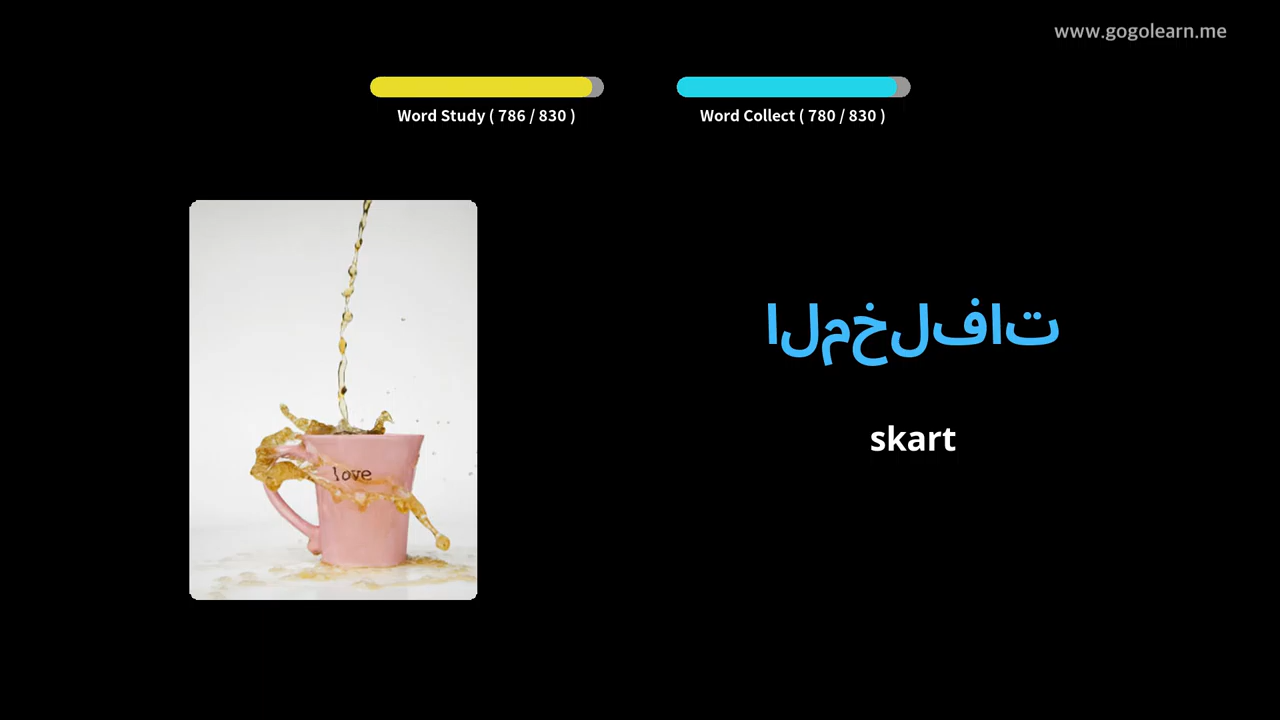 www.gogolearn.me
Word Study ( 786 / 830 )
Word Collect ( 780 / 830 )
love
المخلفات
skart